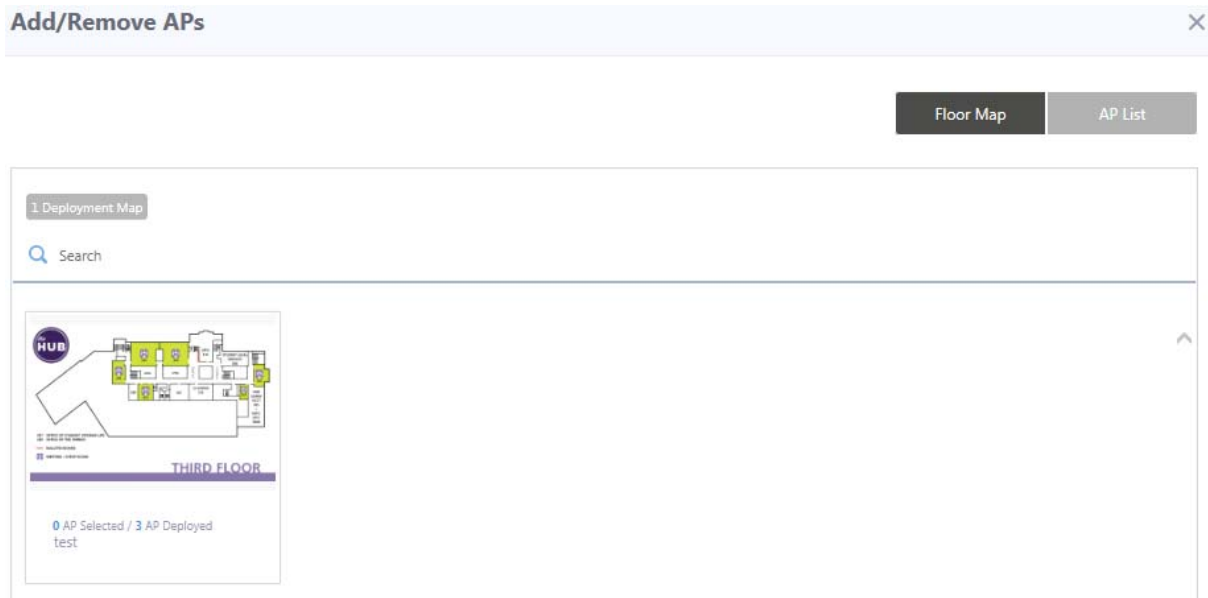 Add/Remove APs
Floor Map
AP List
1 Deployment Map
Search
HUB
THIRD FLOOR
0 AP Selected / 3 AP Deployed
test